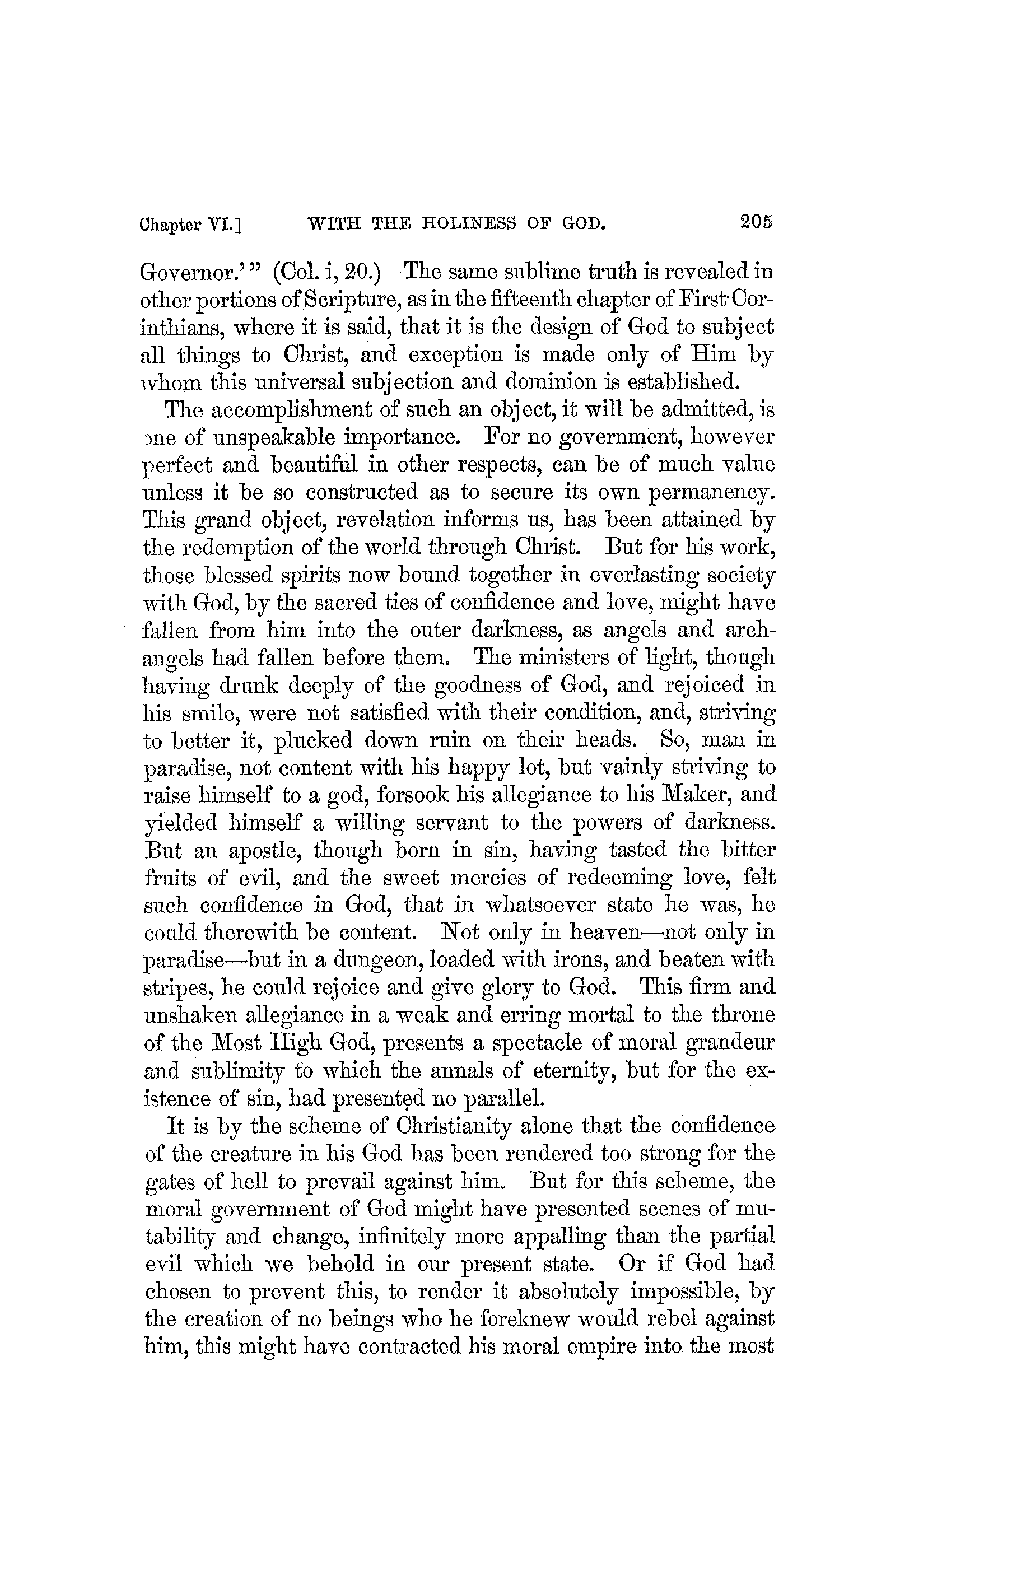 Chapter VI.] WITH THE HOLINESS OF GOD. 205
Governor.’” (Col. i, 20.) The same sublime truth is revealed in
other portions of Scripture, as in the fifteenth chapter of First Cor-
inthians, where it is said, that it is the design of God to subject
all things to Christ, and exception is made only of Him by
whom this universal subjection and dominion is established.
The accomplishment of such an object, it will be admitted, is
one of unspeakable importance. For no government, however
perfect and beautiful in other respects, can be of much value
unless it be so constructed as to secure its own permanency.
This grand object, revelation informs us, has been attained by
the redemption of the world through Christ. But for his work,
those blessed spirits now bound together in everlasting society
with God, by the sacred ties of confidence and love, might have
fallen from him into the outer darkness, as angels and arch-
angels had fallen before them. The ministers of light, though
having drunk deeply of the goodness of God, and rejoiced in
his smile, were not satisfied with their condition, and, striving
to better it, plucked down ruin on their heads. So, man in
paradise, not content with his happy lot, but vainly striving to
raise himself to a god, forsook his allegiance to his Maker, and
yielded himself a willing servant to the powers of darkness.
But an apostle, though born in sin, having tasted the bitter
fruits of evil, and the sweet mercies of redeeming love, felt
such confidence in God, that in whatsoever state he was, he
could therewith be content. Not only in heaven—not only in
paradise—but in a dungeon, loaded with irons, and beaten with
stripes, he could rejoice and give glory to God. This firm and
unshaken allegiance in a weak and erring mortal to the throne
of the Most High God, presents a spectacle of moral grandeur
and sublimity to which the annals of eternity, but for the ex-
istence of sin, had presented no parallel.
It is by the scheme of Christianity alone that the confidence
of the creature in his God has been rendered too strong for the
gates of hell to prevail against him. But for this scheme, the
moral government of God might have presented scenes of mu-
tability and change, infinitely more appalling than the partial
evil which we behold in our present state. Or if God had
chosen to prevent this, to render it absolutely impossible, by
the creation of no beings who he foreknew would rebel against
him, this might have contracted his moral empire into the most